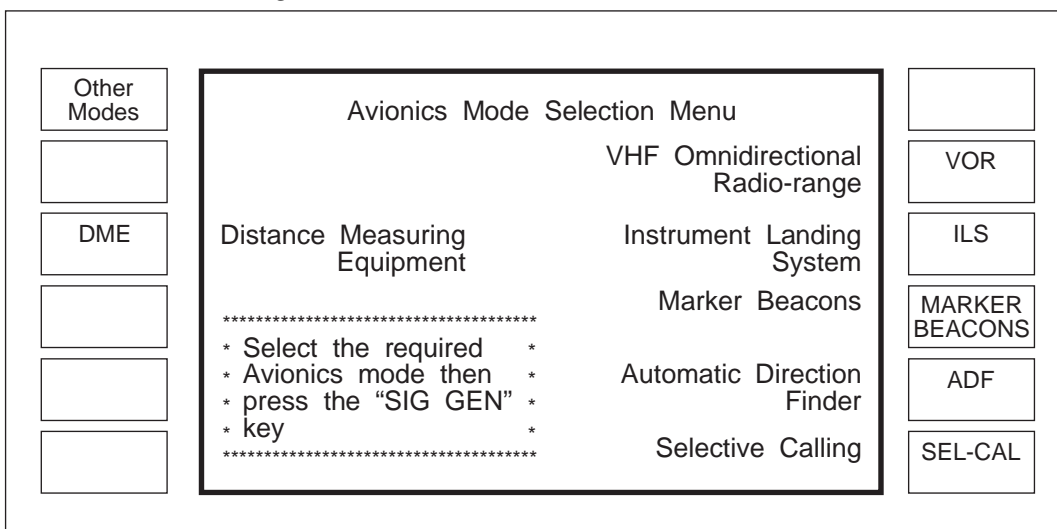 Other
Modes
Avionics Mode Selection Menu
VHF Omnidirectional
Radio-range
VOR
DME
Distance Measuring
Equipment
Instrument Landing
System
ILS
Marker Beacons
MARKER
BEACONS
**************************************
* Select the required *
* Avionics mode then *
* press the “SIG GEN” *
* key *
**************************************
Automatic Direction
Finder
ADF
Selective Calling
SEL-CAL